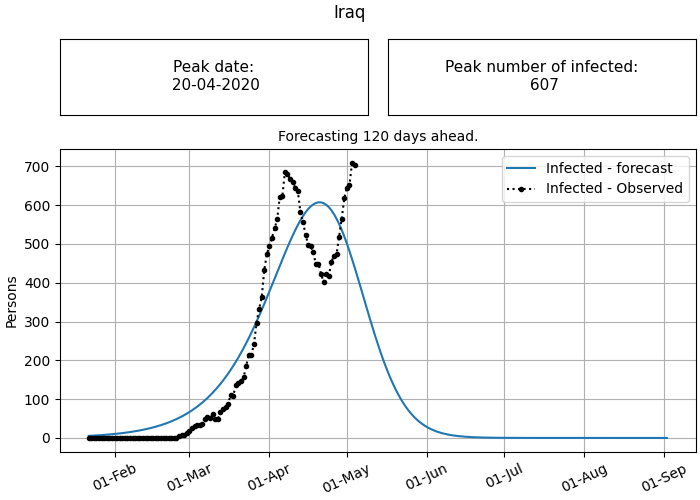 Iraq
Peak date:
20-04-2020
Peak number of infected:
607
Forecasting 120 days ahead.
Infected - forecast
Infected - Observed
Persons
700
600
500
400
300
200
100
0
01-Feb
01-Mar
01-Apr
01-May
01-Jun
01-Jul
01-Aug
01-Sep